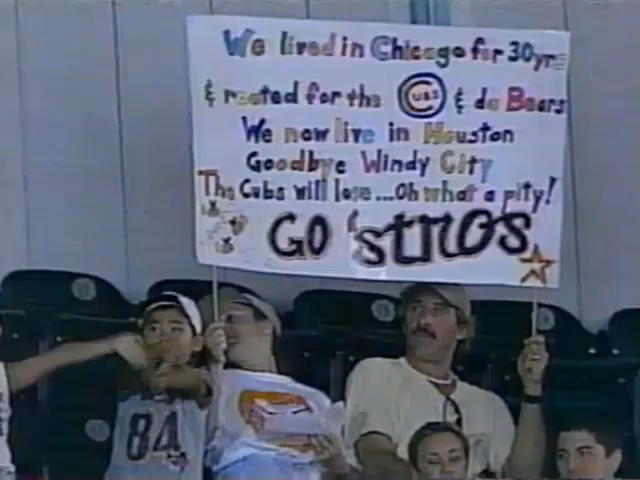 We lived in Chicago for 30yrs
& rooted for the CUBS & da Bears
We now live in Houston
Goodbye Windy City
The Cubs will lose...Oh what a pity!
GO 'STROS
84